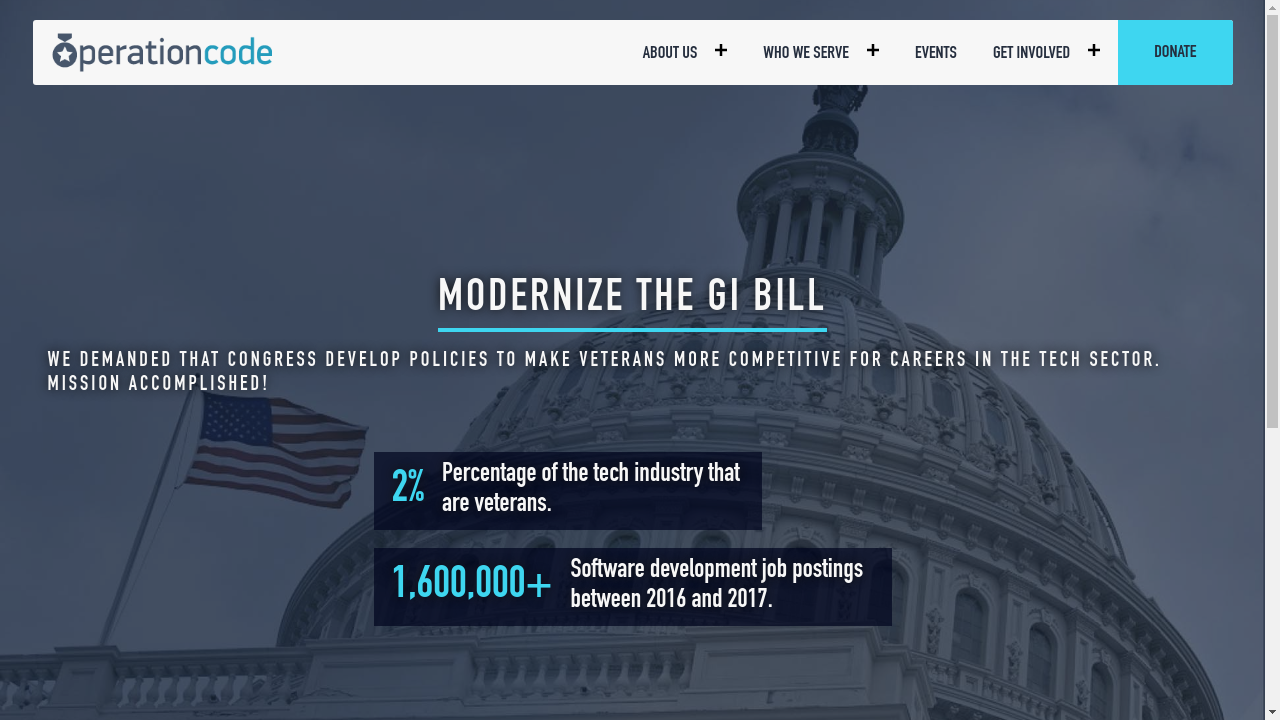 operationcode
ABOUT US
WHO WE SERVE
EVENTS
GET INVOLVED
DONATE
MODERNIZE THE GI BILL
WE DEMANDED THAT CONGRESS DEVELOP POLICIES TO MAKE VETERANS MORE COMPETITIVE FOR CAREERS IN THE TECH SECTOR.
MISSION ACCOMPLISHED!
2%
Percentage of the tech industry that
are veterans.
1,600,000+
Software development job postings
between 2016 and 2017.